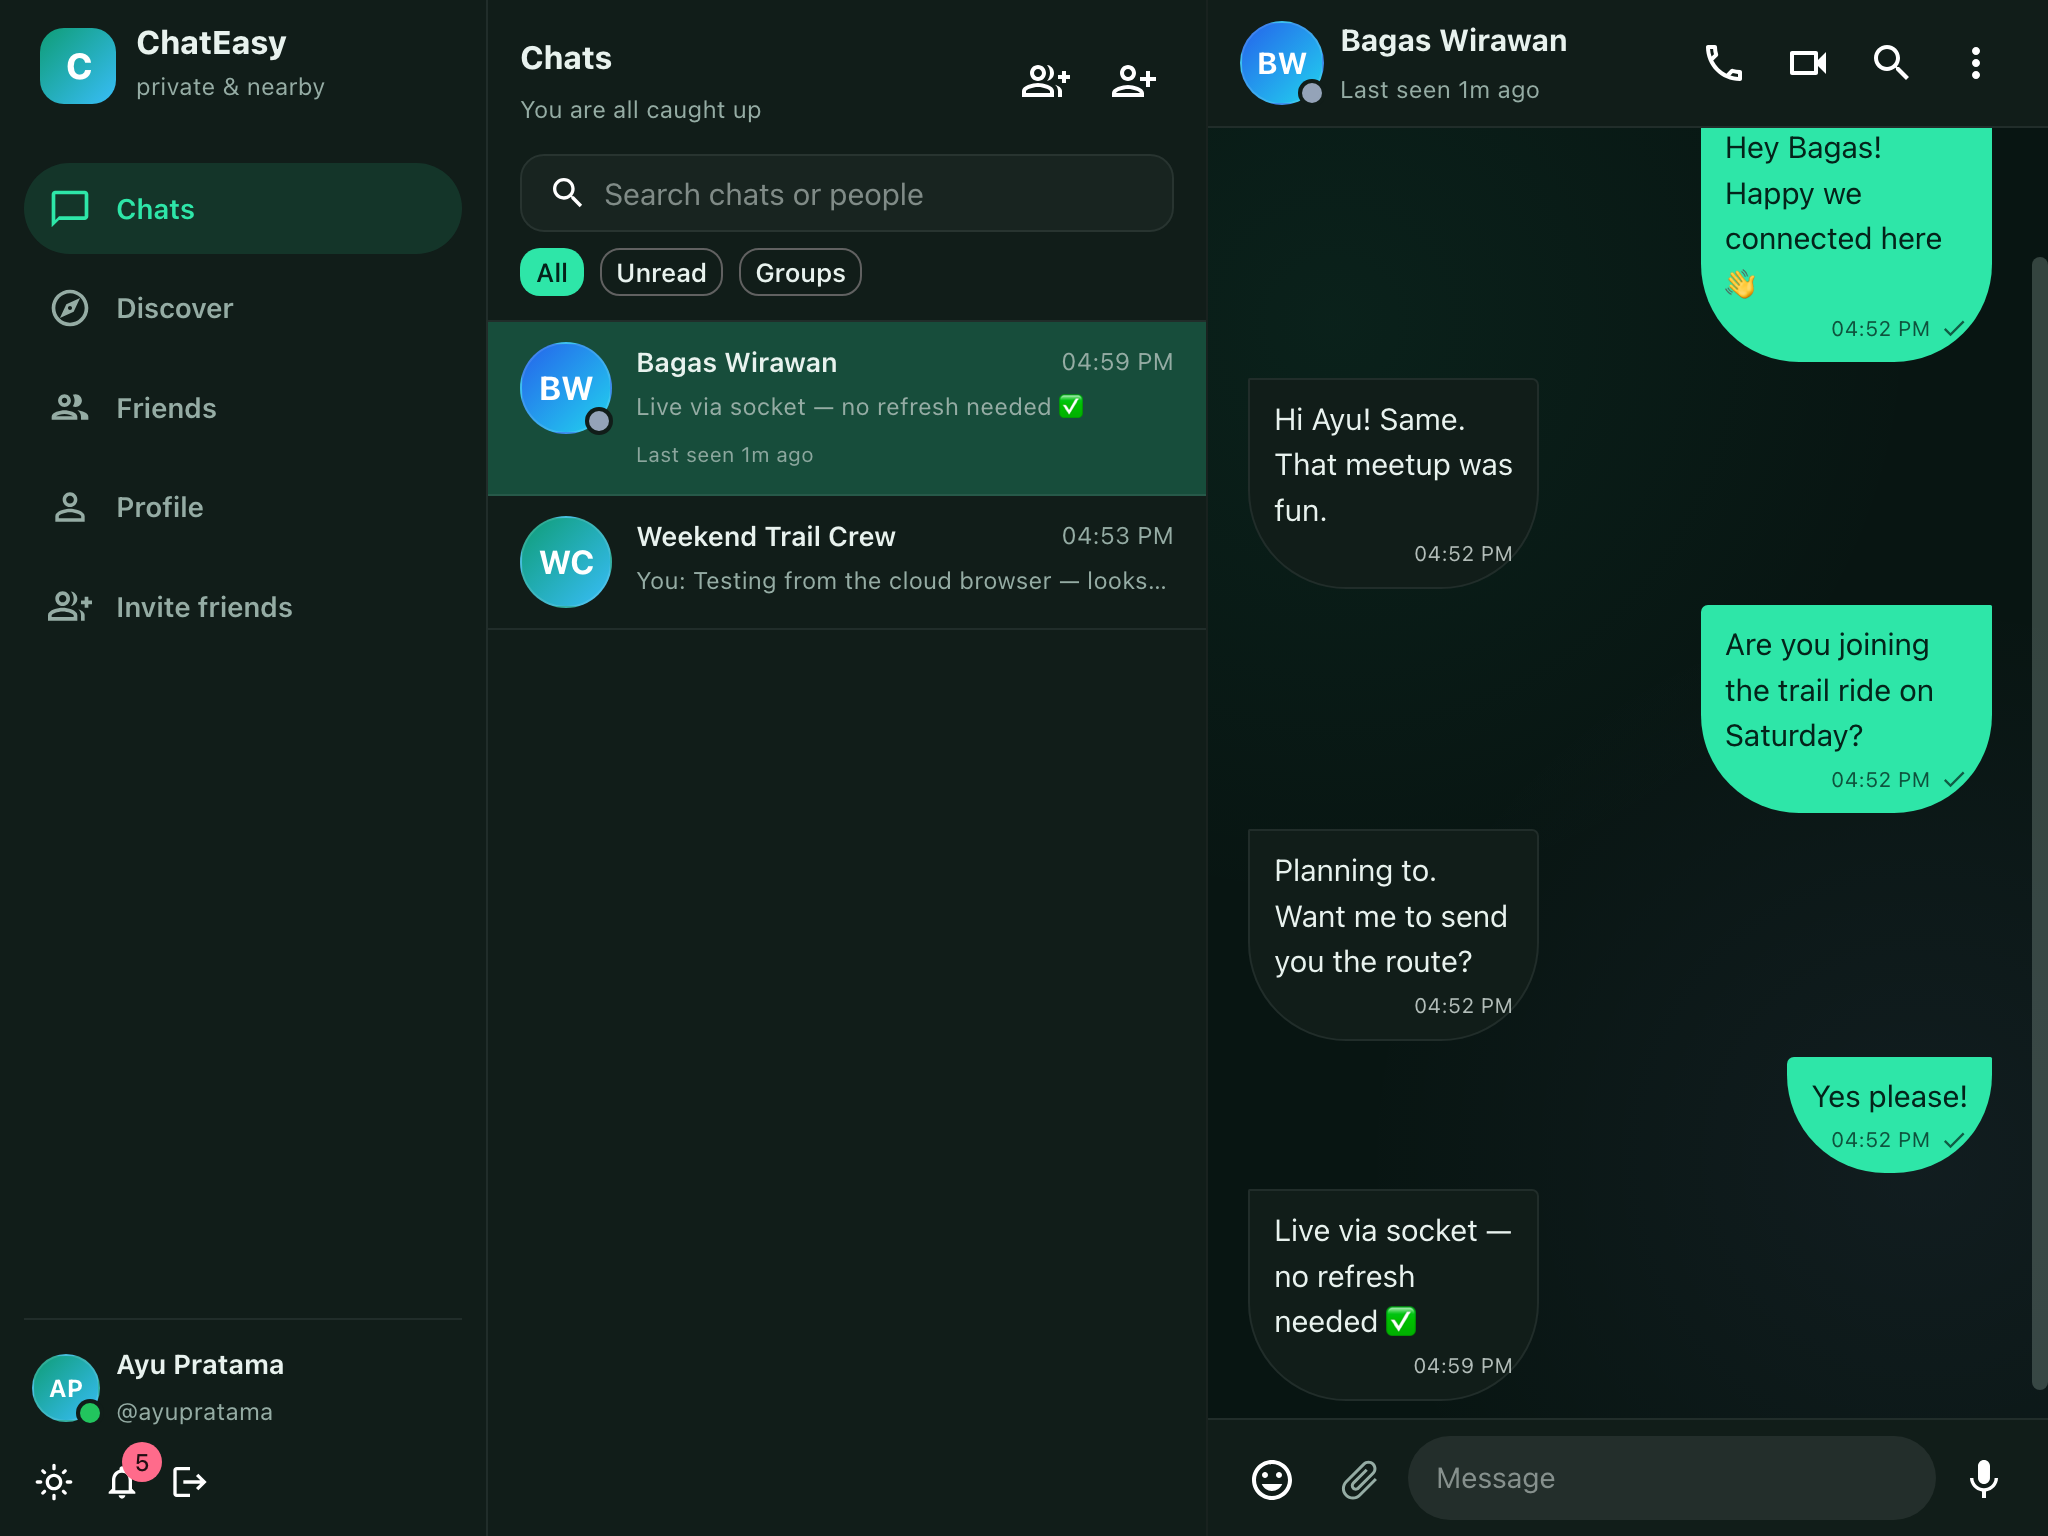 C
ChatEasy
private & nearby
Chats
Discover
Friends
Profile
Invite friends
AP
Ayu Pratama
@ayupratama
5
Chats
You are all caught up
Search chats or people
All
Unread
Groups
BW
Bagas Wirawan
04:59 PM
Live via socket — no refresh needed ✅
Last seen 1m ago
WC
Weekend Trail Crew
04:53 PM
You: Testing from the cloud browser — looks...
BW
Bagas Wirawan
Last seen 1m ago
Hey Bagas!
Happy we
connected here
👋
04:52 PM
Hi Ayu! Same.
That meetup was
fun.
04:52 PM
Are you joining
the trail ride on
Saturday?
04:52 PM
Planning to.
Want me to send
you the route?
04:52 PM
Yes please!
04:52 PM
Live via socket —
no refresh
needed ✅
04:59 PM
Message